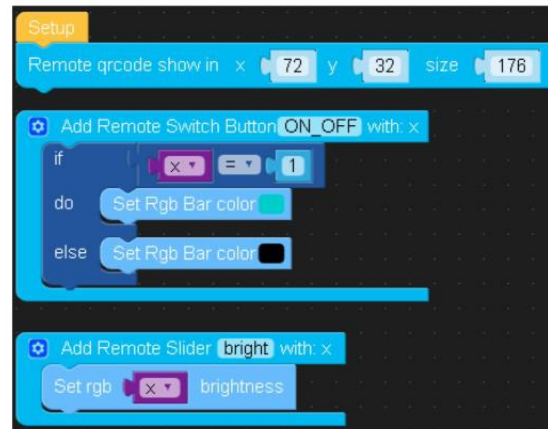 Setup
Remote qrcode show in x 72 y 32 size 176
Add Remote Switch Button ON_OFF with: x
if x = 1
do Set Rgb Bar color
else Set Rgb Bar color
Add Remote Slider bright with: x
Set rgb x brightness